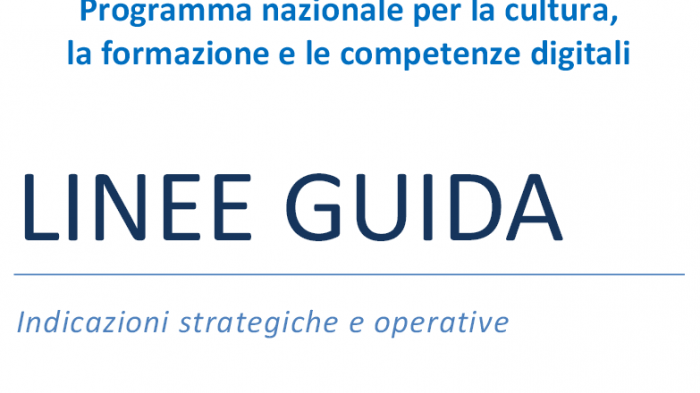 Programma nazionale per la cultura,
la formazione e le competenze digitali
LINEE GUIDA
Indicazioni strategiche e operative